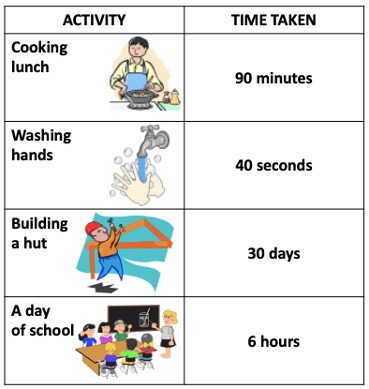 ACTIVITY TIME TAKEN
Cooking
lunch
90 minutes
Washing
hands
40 seconds
Building
a hut
30 days
A day
of school
6 hours